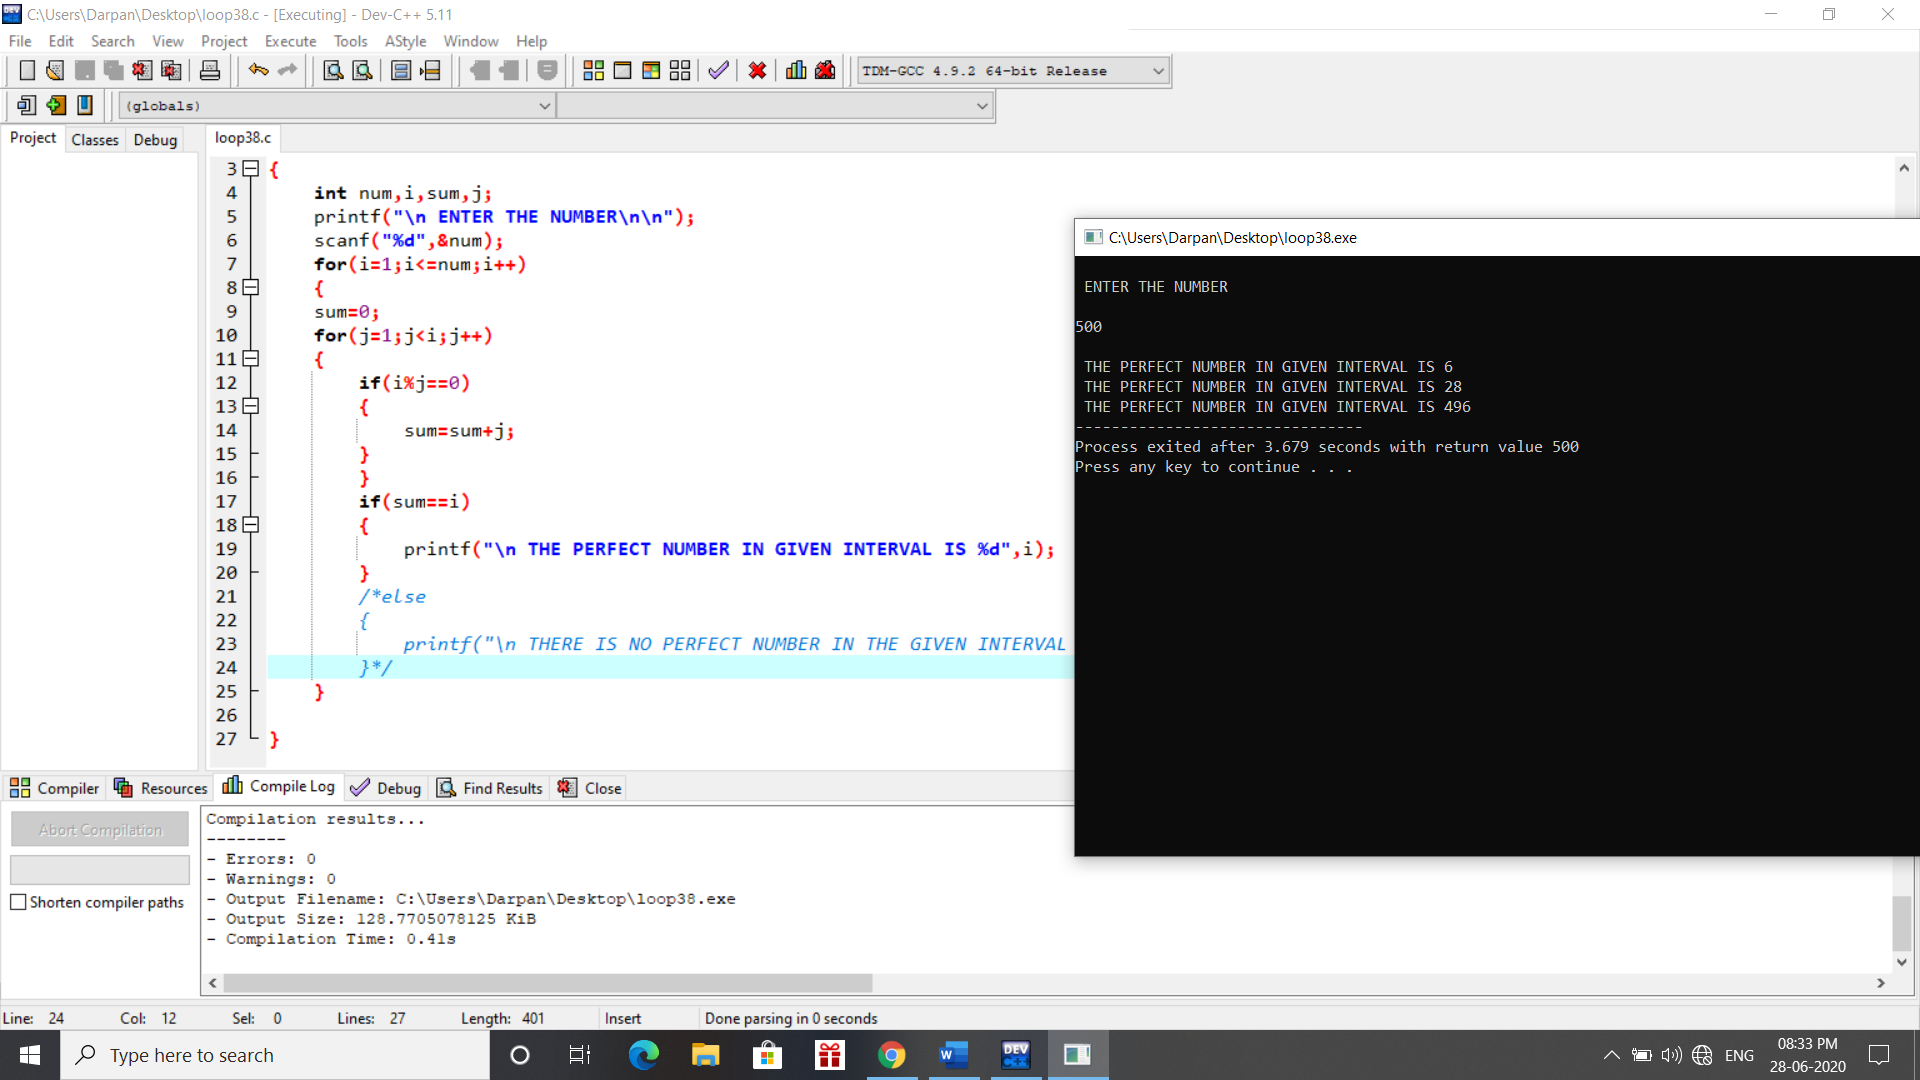 C:\Users\Darpan\Desktop\loop38.c - [Executing] - Dev-C++ 5.11
File Edit Search View Project Execute Tools AStyle Window Help
TDM-GCC 4.9.2 64-bit Release
(globals)
Project Classes Debug
loop38.c
3 {
4 int num,i,sum,j;
5 printf("\n ENTER THE NUMBER\n\n");
6 scanf("%d",&num);
7 for(i=1;i<=num;i++)
8 {
9 sum=0;
10 for(j=1;j<i;j++)
11 {
12 if(i%j==0)
13 {
14 sum=sum+j;
15 }
16 }
17 if(sum==i)
18 {
19 printf("\n THE PERFECT NUMBER IN GIVEN INTERVAL IS %d",i);
20 }
21 /*else
22 {
23 printf("\n THERE IS NO PERFECT NUMBER IN THE GIVEN INTERVAL
24 }*/
25 }
26
27 }
C:\Users\Darpan\Desktop\loop38.exe
ENTER THE NUMBER
500
THE PERFECT NUMBER IN GIVEN INTERVAL IS 6
THE PERFECT NUMBER IN GIVEN INTERVAL IS 28
THE PERFECT NUMBER IN GIVEN INTERVAL IS 496
--------------------------------
Process exited after 3.679 seconds with return value 500
Press any key to continue . . .
Compiler Resources Compile Log Debug Find Results Close
Abort Compilation
Shorten compiler paths
Compilation results...
--------
- Errors: 0
- Warnings: 0
- Output Filename: C:\Users\Darpan\Desktop\loop38.exe
- Output Size: 128.7705078125 KiB
- Compilation Time: 0.41s
Line: 24 Col: 12 Sel: 0 Lines: 27 Length: 401 Insert Done parsing in 0 seconds
Type here to search
W
DEV C++
ENG
08:33 PM
28-06-2020